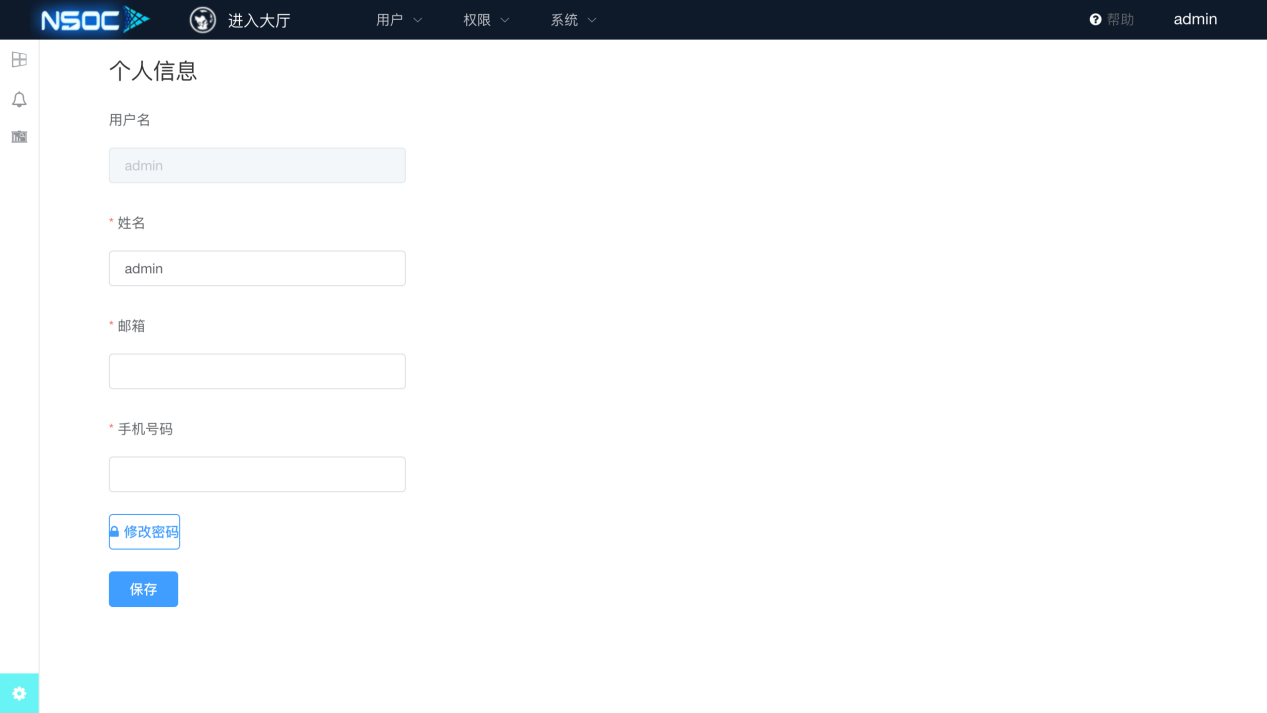 NSOC 进入大厅 用户 权限 系统 帮助 admin
个人信息
用户名
admin
* 姓名
admin
* 邮箱
* 手机号码
修改密码
保存